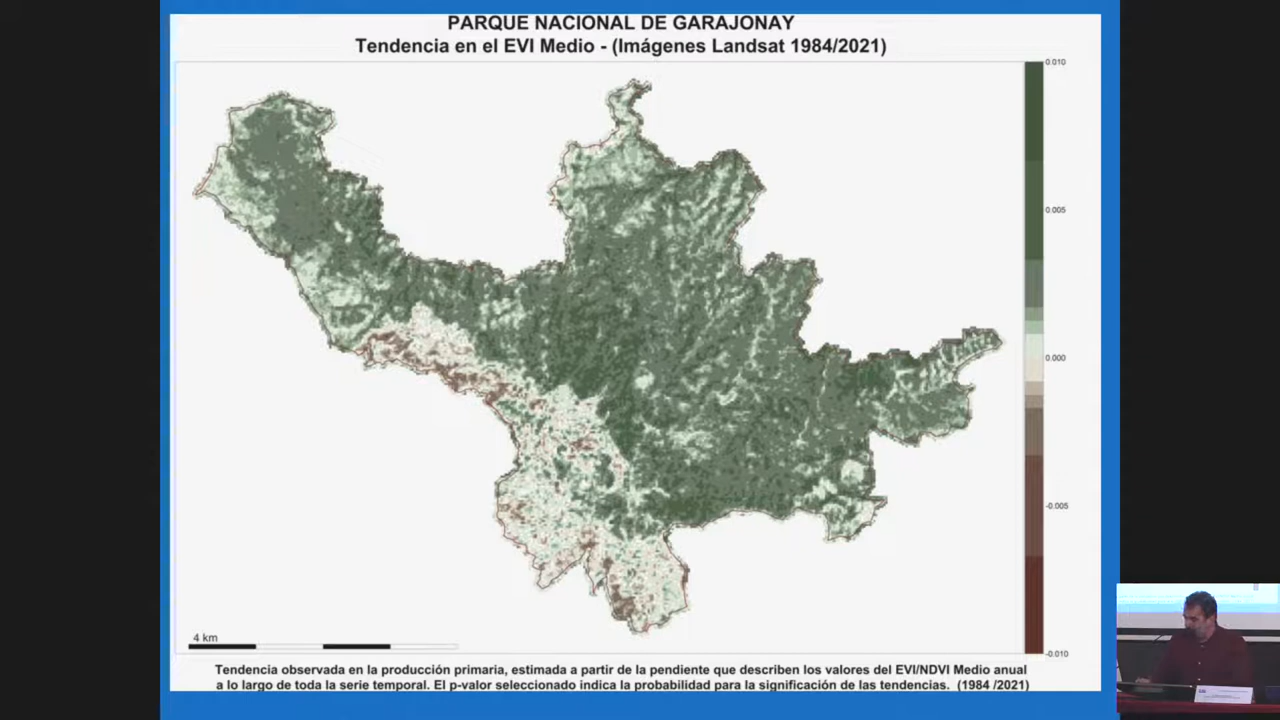 PARQUE NACIONAL DE GARAJONAY
Tendencia en el EVI Medio - (Imágenes Landsat 1984/2021)
0.010
0.005
0.000
-0.005
-0.010
4 km
Tendencia observada en la producción primaria, estimada a partir de la pendiente que describen los valores del EVI/NDVI Medio anual
a lo largo de toda la serie temporal. El p-valor seleccionado indica la probabilidad para la significación de las tendencias. (1984 /2021)